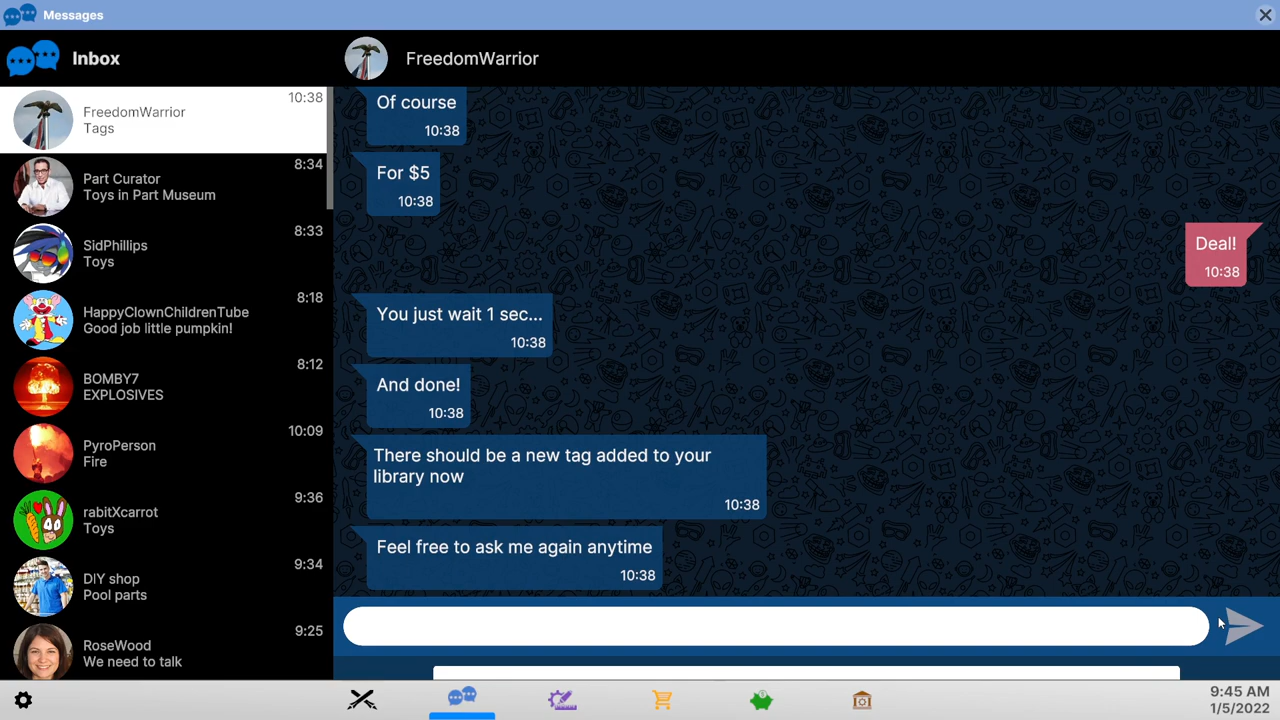 Messages
Inbox
FreedomWarrior
10:38
FreedomWarrior
Tags
8:34
Part Curator
Toys in Part Museum
8:33
SidPhillips
Toys
8:18
HappyClownChildrenTube
Good job little pumpkin!
8:12
BOMBY7
EXPLOSIVES
10:09
PyroPerson
Fire
9:36
rabitXcarrot
Toys
9:34
DIY shop
Pool parts
9:25
RoseWood
We need to talk
Of course
10:38
For $5
10:38
Deal!
10:38
You just wait 1 sec...
10:38
And done!
10:38
There should be a new tag added to your
library now
10:38
Feel free to ask me again anytime
10:38
9:45 AM
1/5/2022